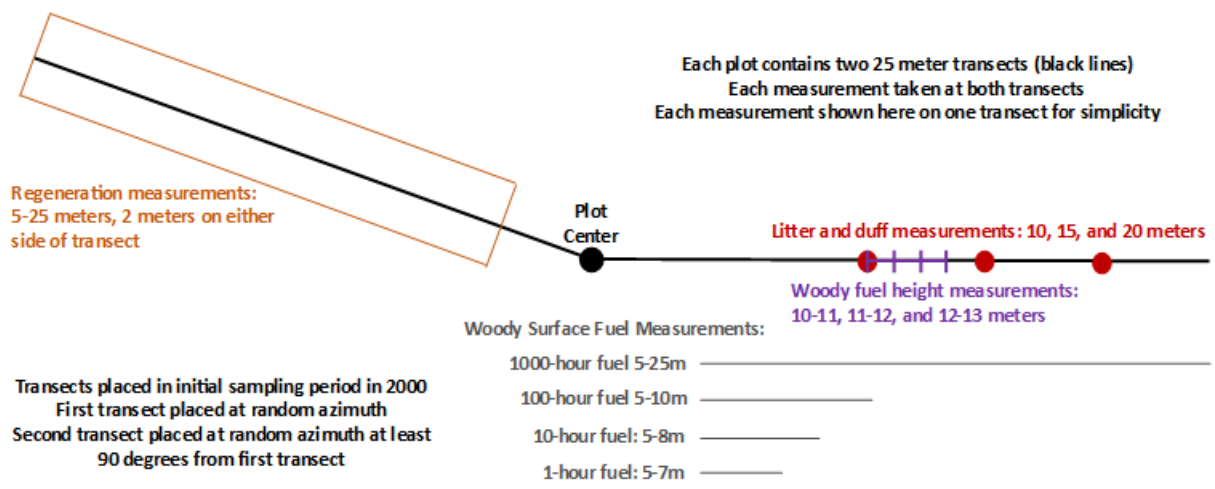 Each plot contains two 25 meter transects (black lines)
Each measurement taken at both transects
Each measurement shown here on one transect for simplicity
Regeneration measurements:
5-25 meters, 2 meters on either
side of transect
Plot
Center
Litter and duff measurements: 10, 15, and 20 meters
Woody fuel height measurements:
10-11, 11-12, and 12-13 meters
Woody Surface Fuel Measurements:
1000-hour fuel 5-25m
100-hour fuel 5-10m
10-hour fuel: 5-8m
1-hour fuel: 5-7m
Transects placed in initial sampling period in 2000
First transect placed at random azimuth
Second transect placed at random azimuth at least
90 degrees from first transect